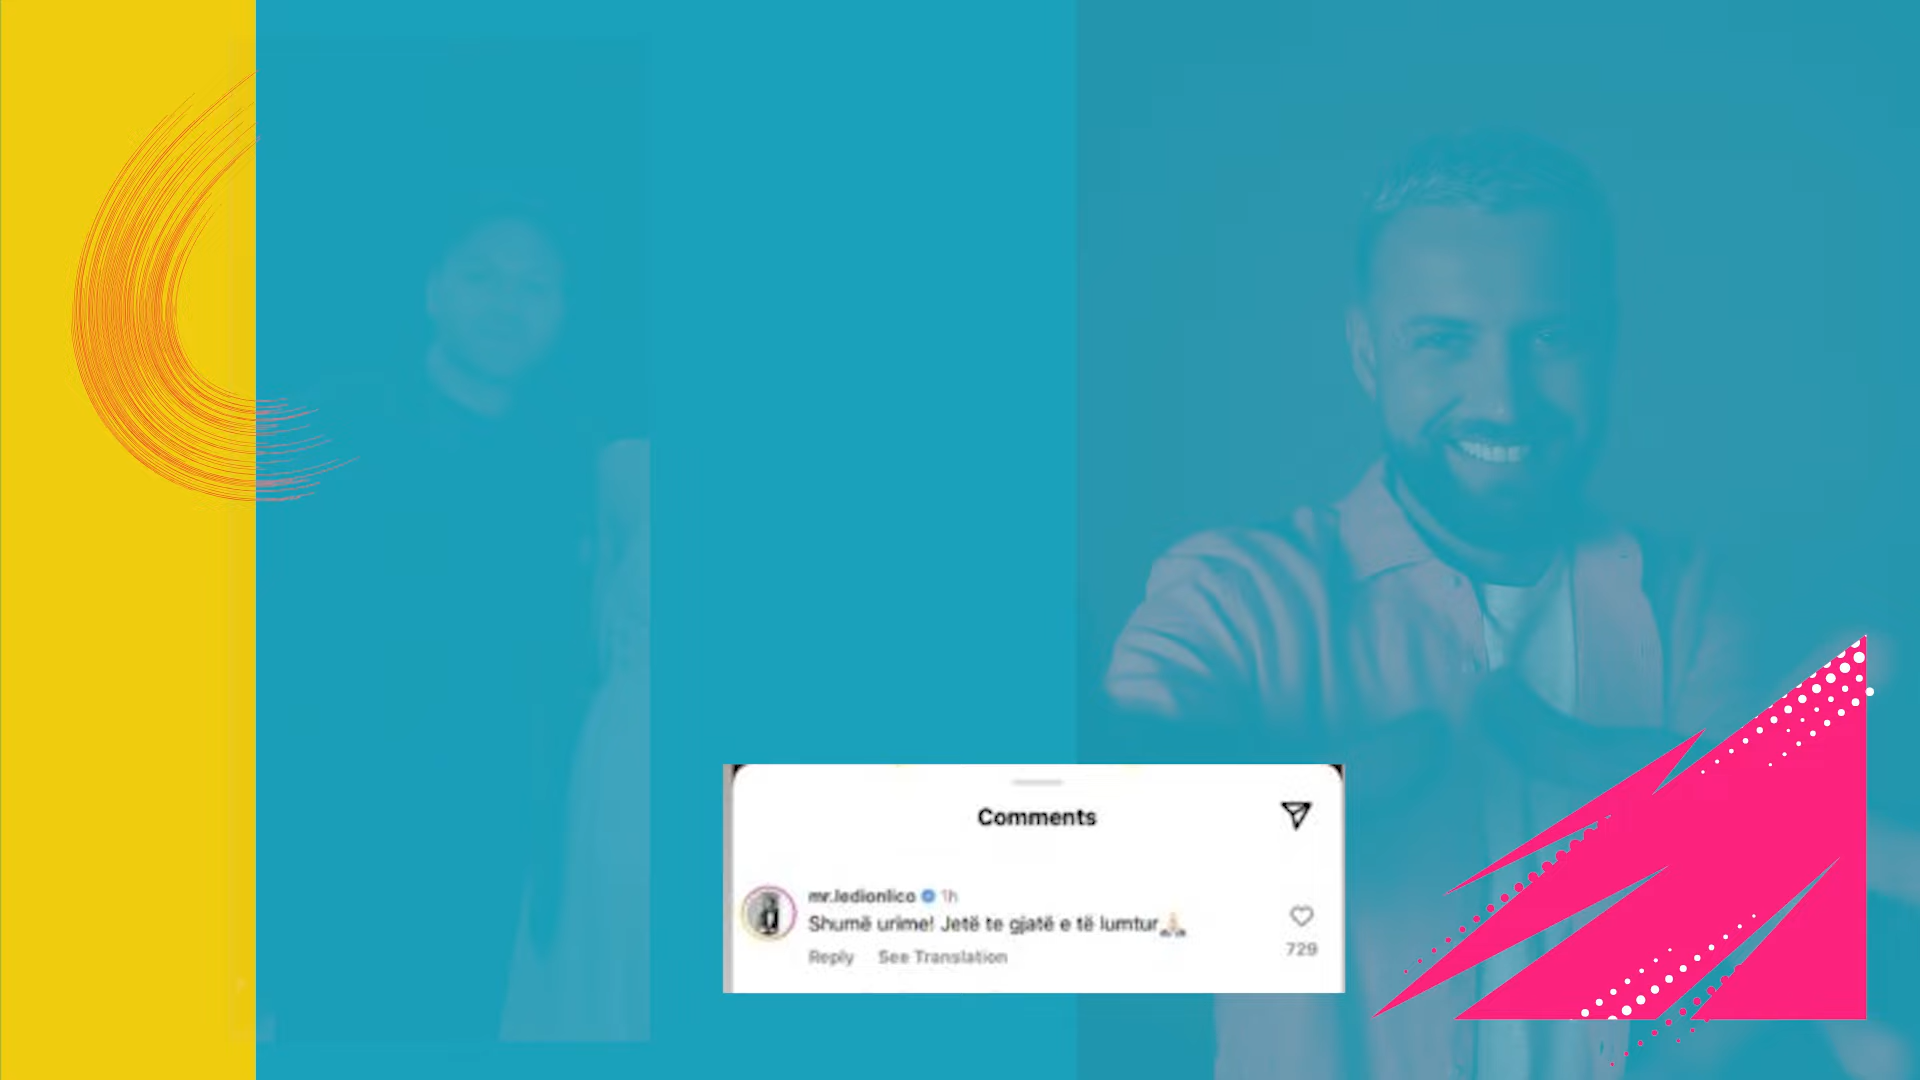 Comments
mr.ledionlico 1h
Shumë urime! Jetë te gjatë e të lumtur🙏🏻
Reply See Translation
729